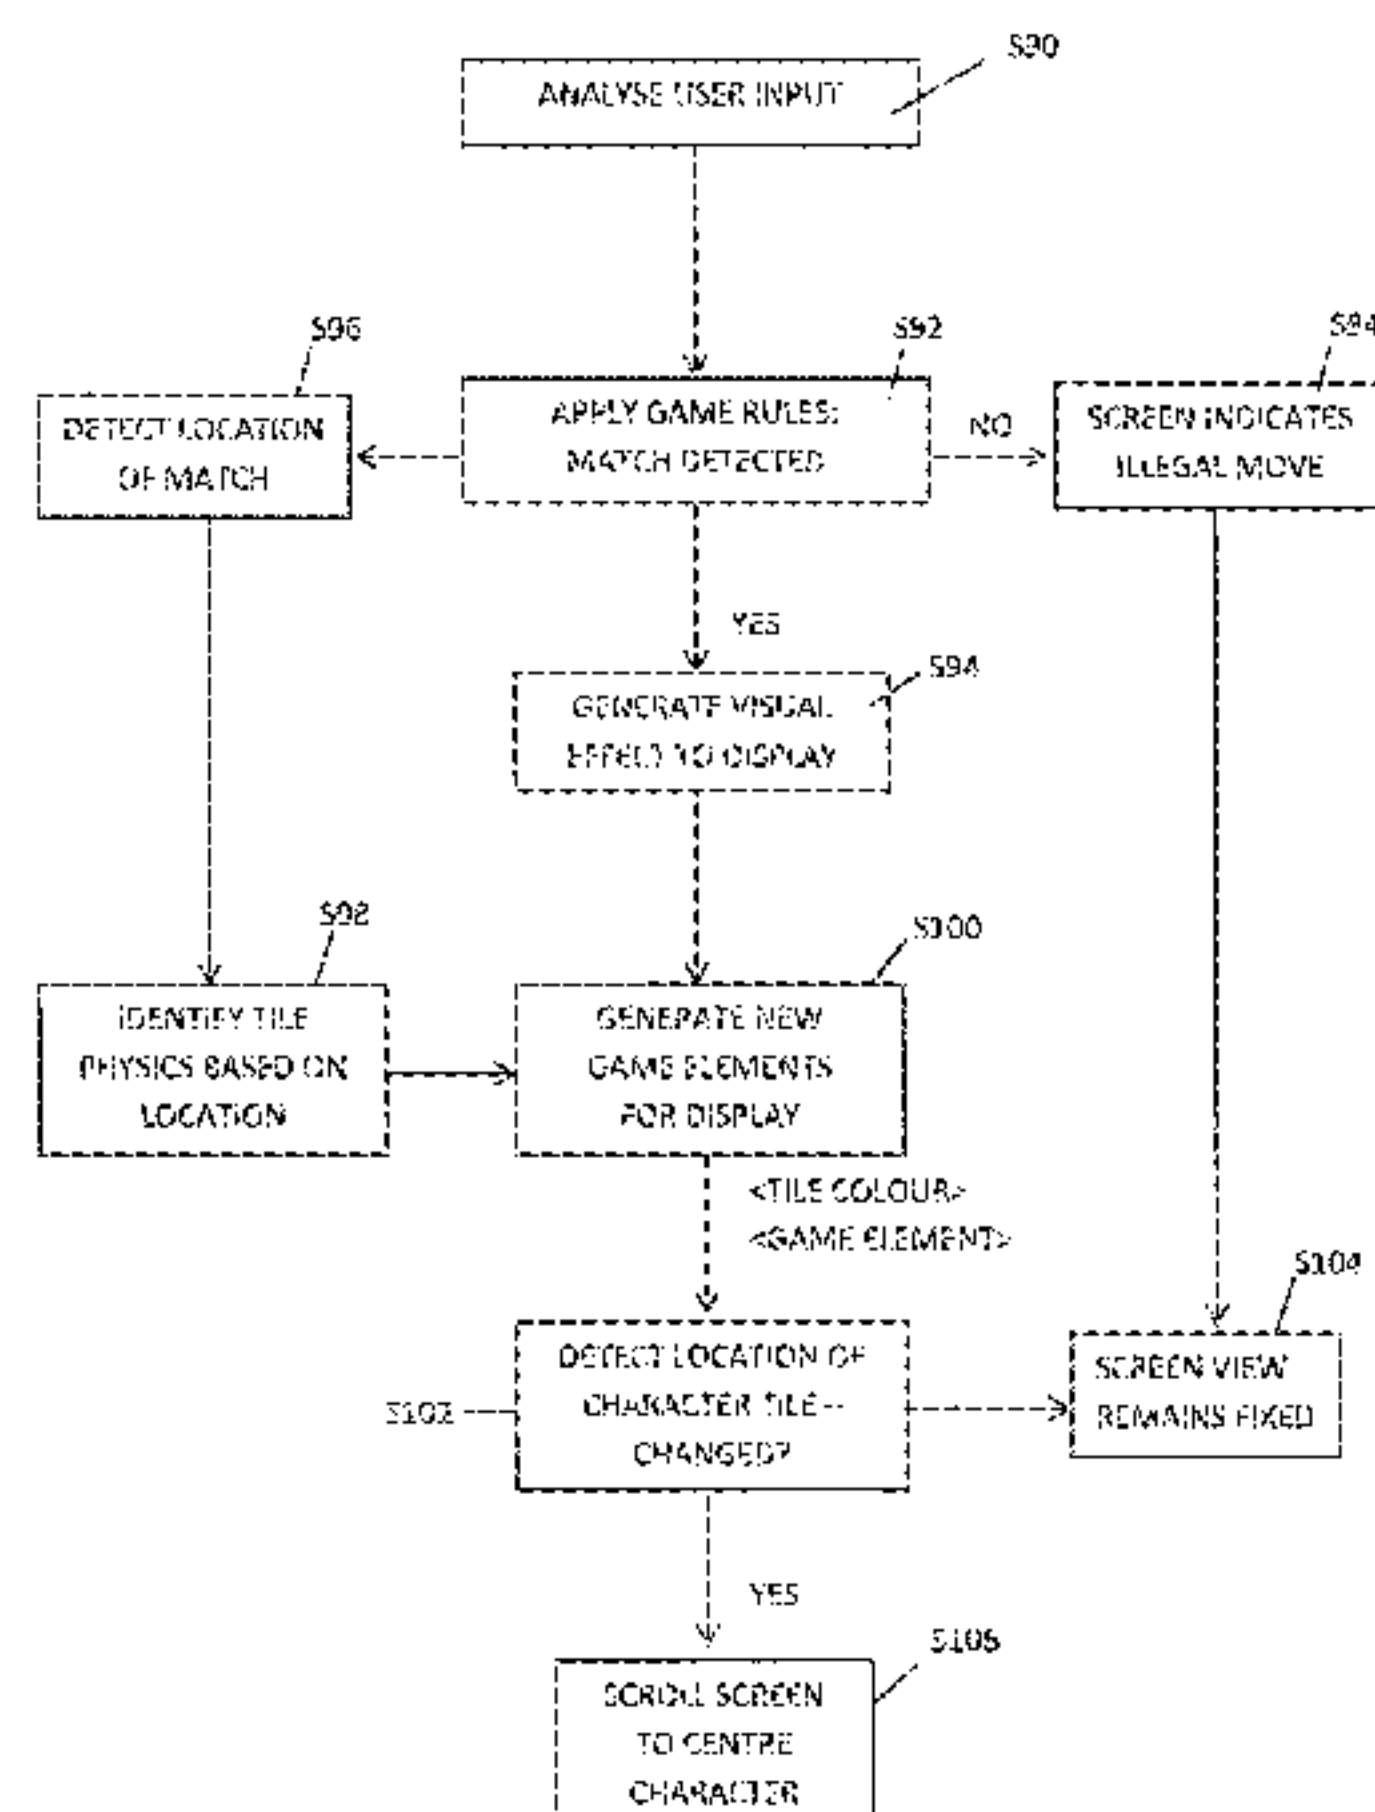 S90
ANALYSE USER INPUT
S96
S92
S94
DETECT LOCATION
OF MATCH
APPLY GAME RULES:
MATCH DETECTED
NO
SCREEN INDICATES
ILLEGAL MOVE
YES
S94
GENERATE VISUAL
EFFECT TO DISPLAY
S98
S100
IDENTIFY TILE
PHYSICS BASED ON
LOCATION
GENERATE NEW
GAME ELEMENTS
FOR DISPLAY
<TILE COLOUR>
<GAME ELEMENT>
S104
DETECT LOCATION OF
CHARACTER TILE --
CHANGED?
S102
SCREEN VIEW
REMAINS FIXED
YES
SCROLL SCREEN
TO CENTRE
CHARACTER